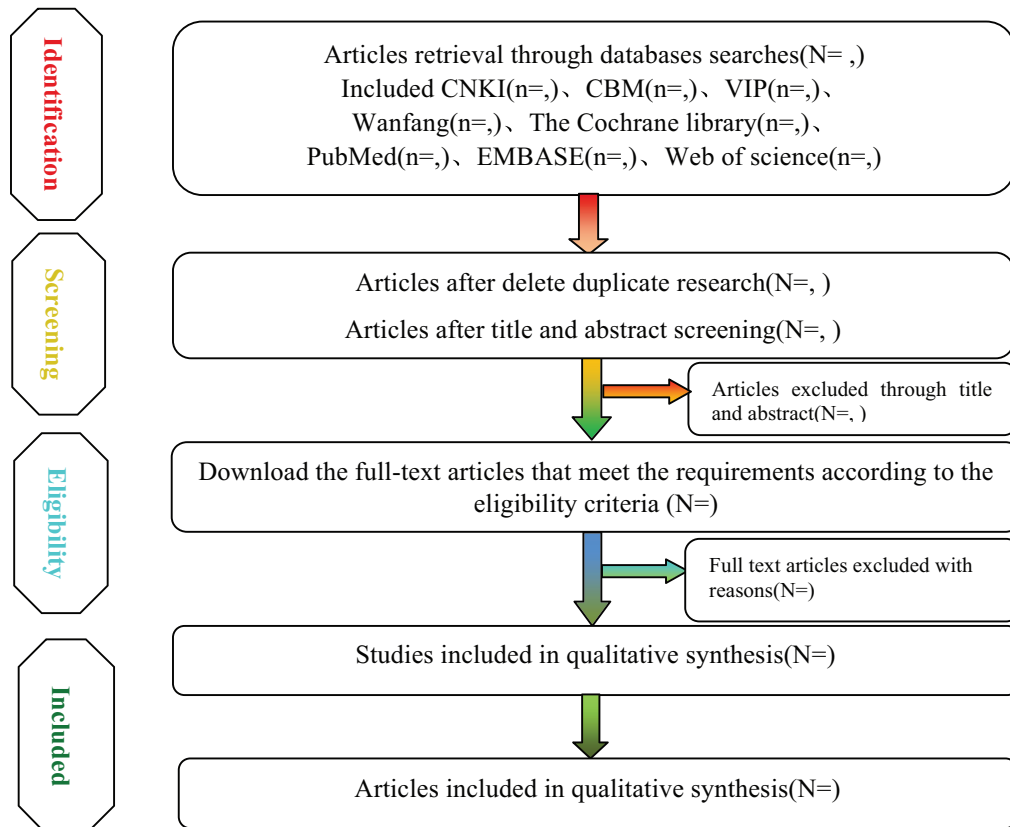 Identification
Articles retrieval through databases searches(N= ,)
Included CNKI(n=,)、CBM(n=,)、VIP(n=,)、
Wanfang(n=,)、The Cochrane library(n=,)、
PubMed(n=,)、EMBASE(n=,)、Web of science(n=,)
Screening
Articles after delete duplicate research(N=, )
Articles after title and abstract screening(N=, )
Articles excluded through title
and abstract(N=, )
Eligibility
Download the full-text articles that meet the requirements according to the
eligibility criteria (N=)
Full text articles excluded with
reasons(N=)
Included
Studies included in qualitative synthesis(N=)
Articles included in qualitative synthesis(N=)